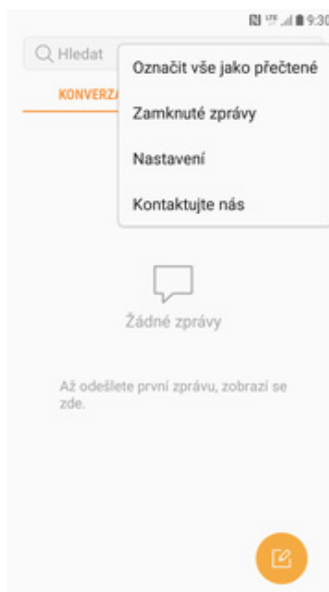 9:30
Hledat
Označit vše jako přečtené
KONVERZA
Zamknuté zprávy
Nastavení
Kontaktujte nás
Žádné zprávy
Až odešlete první zprávu, zobrazí se
zde.